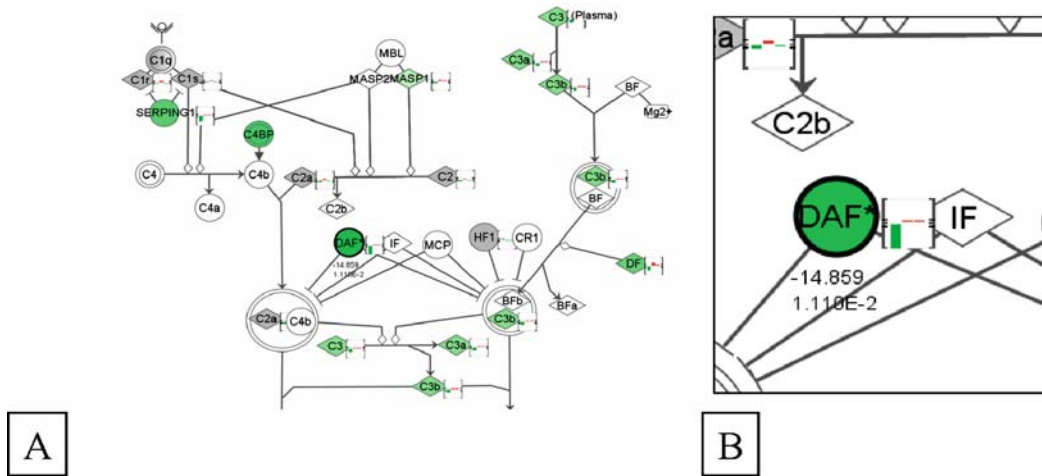 C3 (Plasma)
C1q
MBL
C1r
C1s
MASP2
MASP1
C3a
C3b
BF
Mg2+
SERPING1
C4BP
C4
C4b
C2a
C2
C3b
BF
C4a
C2b
DAF*
IF
MCP
HF1
CR1
DF
-14.859
1.110E-2
BFb
BFa
C2a
C4b
C3b
C3
C3a
C3b
A
a
C2b
DAF*
IF
-14.859
1.110E-2
B